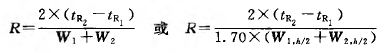 R = 2×(t_R₂－t_R₁) / W₁+W₂ 或 R = 2×(t_R₂－t_R₁) / 1.70×(W₁,h/2+W₂,h/2)